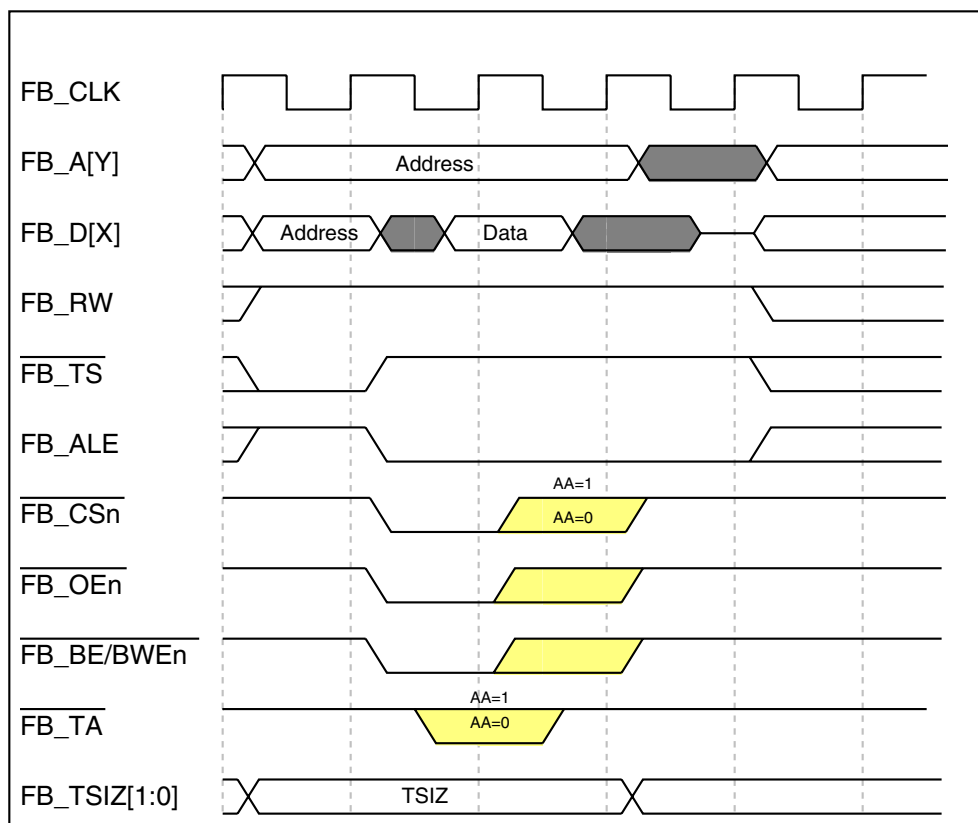 FB_CLK
FB_A[Y]
Address
FB_D[X]
Address
Data
FB_RW
FB_TS
FB_ALE
AA=1
FB_CSn
AA=0
FB_OEn
FB_BE/BWEn
AA=1
FB_TA
AA=0
FB_TSIZ[1:0]
TSIZ